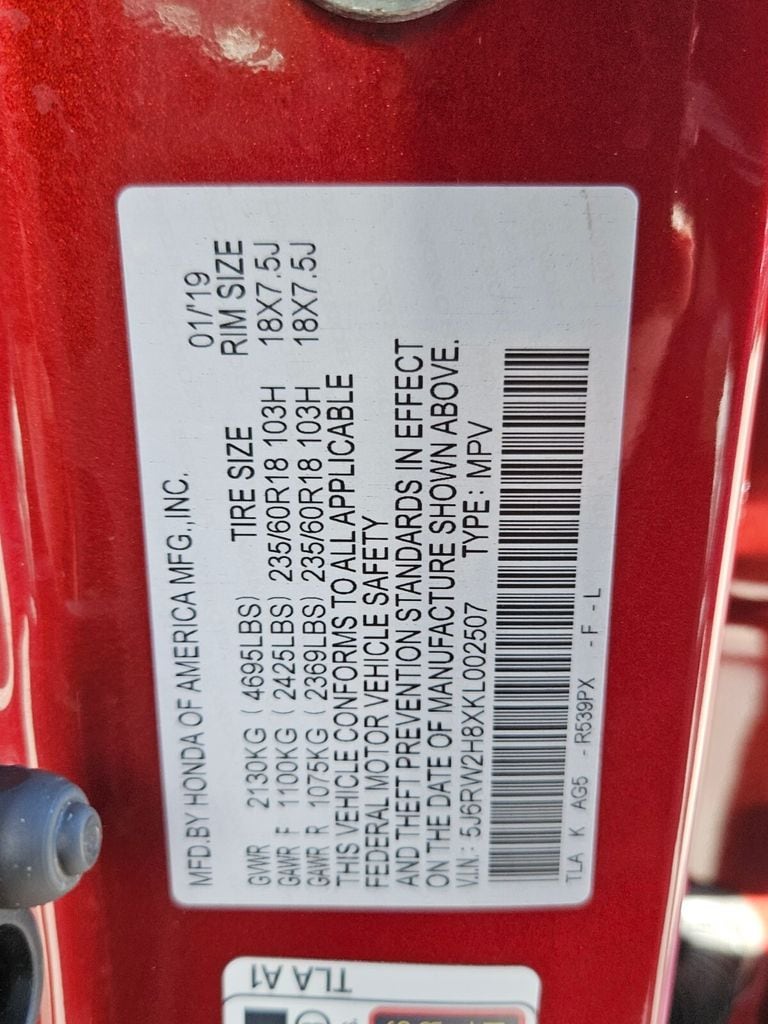 MFD.BY HONDA OF AMERICA MFG.,INC. 01/'19
TIRE SIZE RIM SIZE
GVWR 2130KG ( 4695LBS)
GAWR F 1100KG ( 2425LBS) 235/60R18 103H 18X7.5J
GAWR R 1075KG ( 2369LBS) 235/60R18 103H 18X7.5J
THIS VEHICLE CONFORMS TO ALL APPLICABLE
FEDERAL MOTOR VEHICLE SAFETY
AND THEFT PREVENTION STANDARDS IN EFFECT
ON THE DATE OF MANUFACTURE SHOWN ABOVE.
V.I.N.: 5J6RW2H8XKL002507 TYPE: MPV
TLA K AG5 - R539PX - F - L
TLA A1